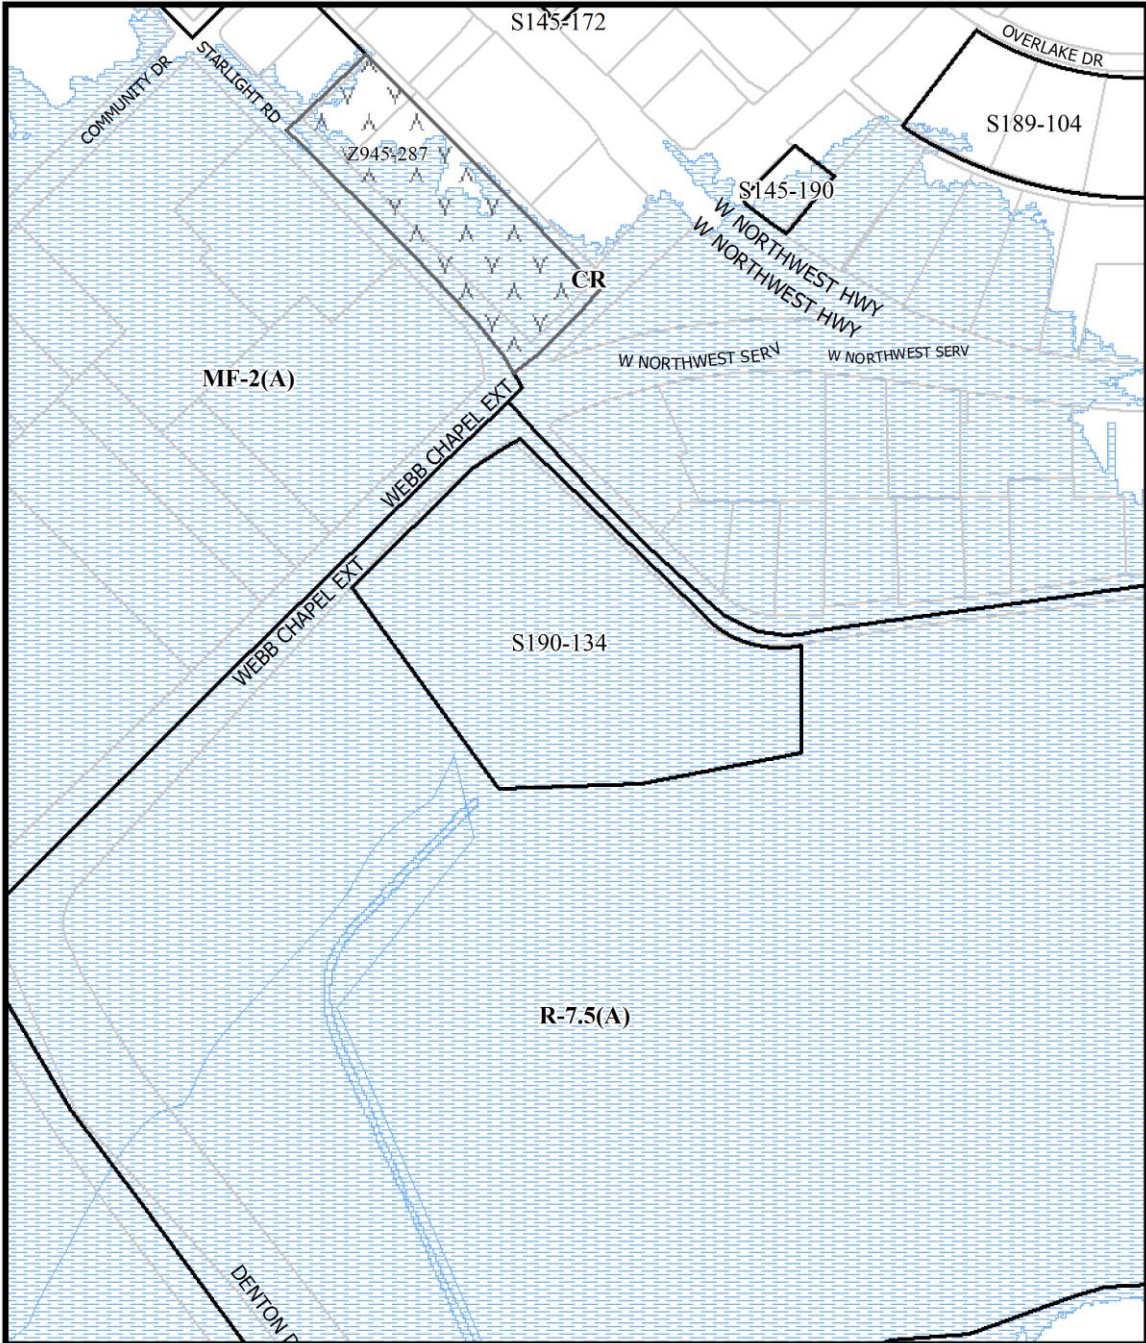 S145-172
OVERLAKE DR
COMMUNITY DR
STARLIGHT RD
S189-104
Z945-287
S145-190
W NORTHWEST HWY
W NORTHWEST HWY
CR
W NORTHWEST SERV
W NORTHWEST SERV
MF-2(A)
WEBB CHAPEL EXT
WEBB CHAPEL EXT
S190-134
R-7.5(A)
DENTON